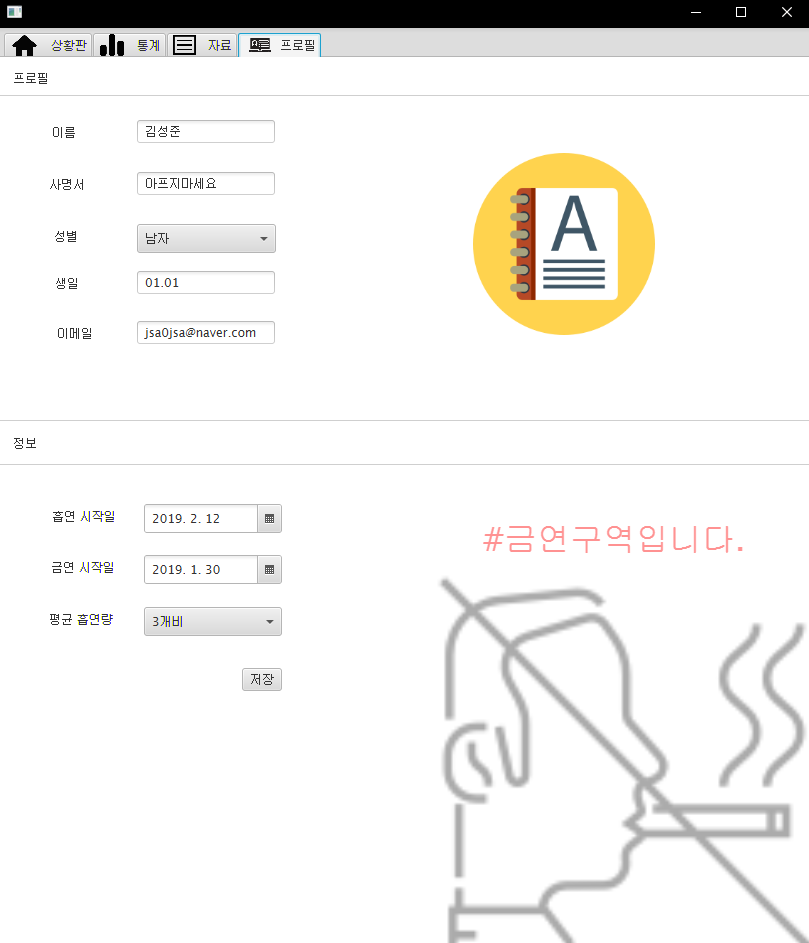 상황판 통계 자료 프로필
프로필
이름 김성준
사명서 아프지마세요
성별 남자
생일 01.01
이메일 jsa0jsa@naver.com
A
정보
흡연 시작일 2019. 2. 12
금연 시작일 2019. 1. 30
평균 흡연량 3개비
저장
#금연구역입니다.